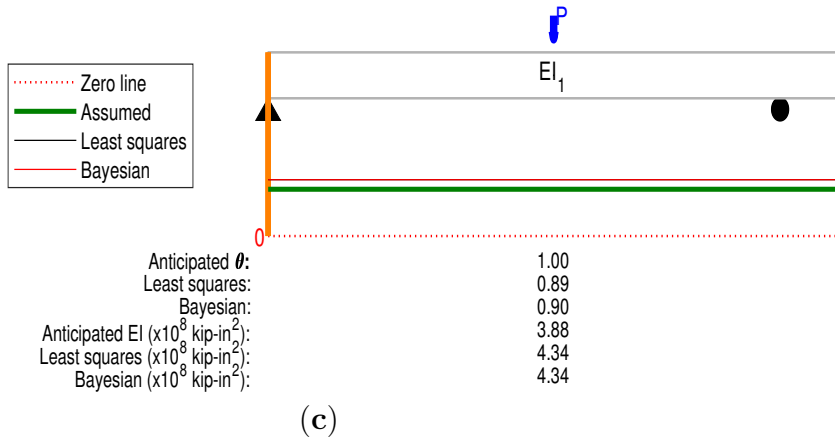 P
EI1
Zero line
Assumed
Least squares
Bayesian
0
Anticipated θ: 1.00
Least squares: 0.89
Bayesian: 0.90
Anticipated EI (x10^8 kip-in^2): 3.88
Least squares (x10^8 kip-in^2): 4.34
Bayesian (x10^8 kip-in^2): 4.34
(c)